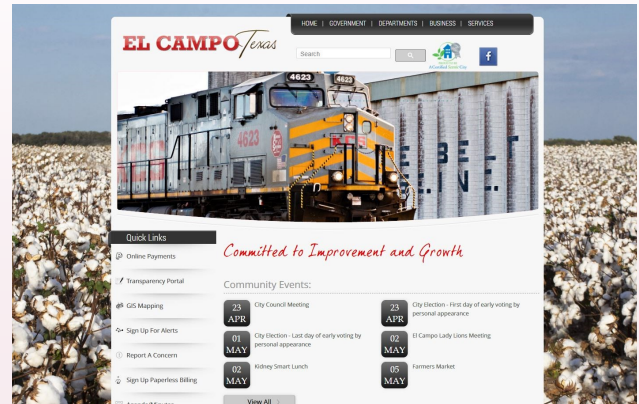 HOME | GOVERNMENT | DEPARTMENTS | BUSINESS | SERVICES
EL CAMPO Texas
Search
4623
4623
4623
E B E L T
Quick Links
Online Payments
Transparency Portal
GIS Mapping
Sign Up For Alerts
Report A Concern
Sign Up Paperless Billing
Committed to Improvement and Growth
Community Events:
23 APR
City Council Meeting
23 APR
City Election - First day of early voting by
personal appearance
01 MAY
City Election - Last day of early voting by
personal appearance
02 MAY
El Campo Lady Lions Meeting
02 MAY
Kidney Smart Lunch
05 MAY
Farmers Market
View All